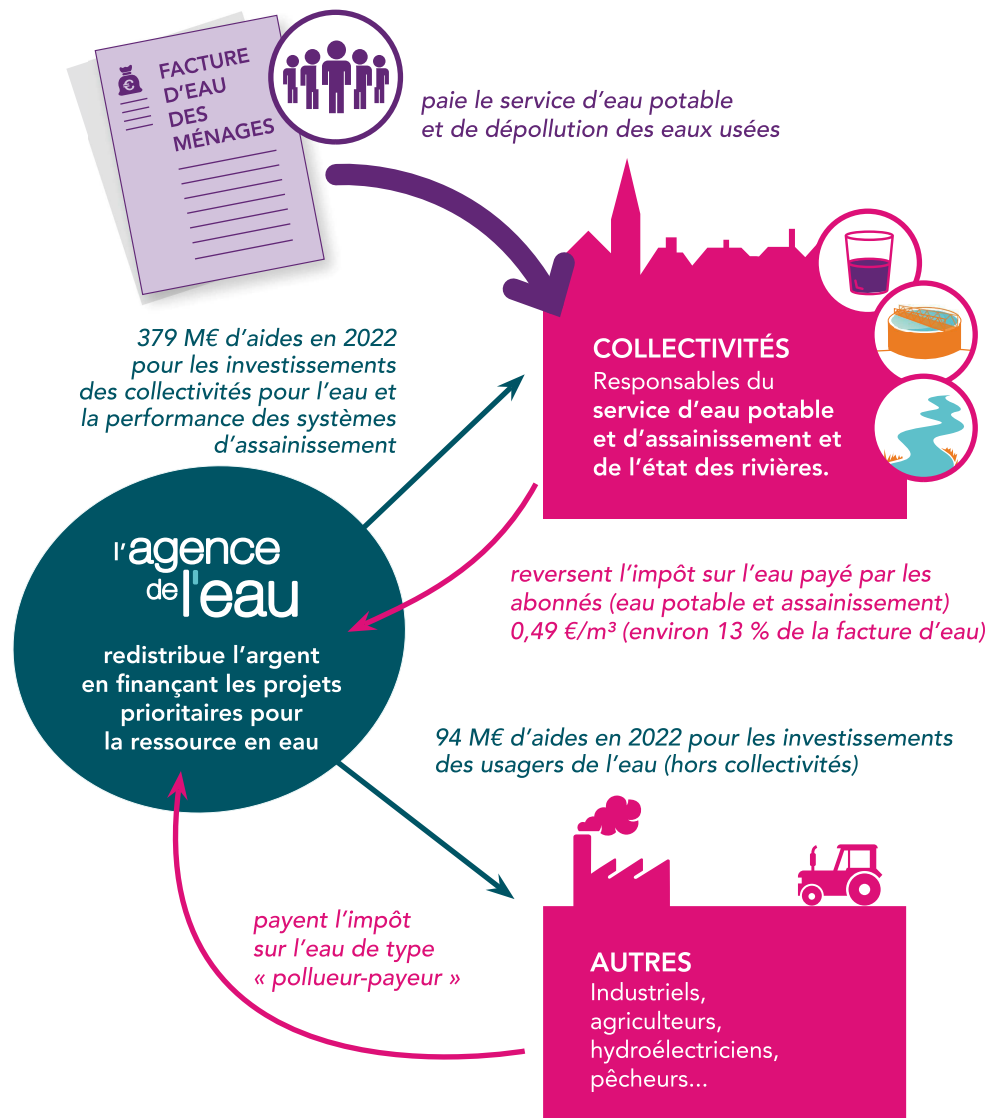 FACTURE
D'EAU
DES
MÉNAGES
€
paie le service d'eau potable
et de dépollution des eaux usées
379 M€ d'aides en 2022
pour les investissements
des collectivités pour l'eau et
la performance des systèmes
d'assainissement
COLLECTIVITÉS
Responsables du
service d'eau potable
et d'assainissement et
de l'état des rivières.
l'agence
de l'eau
redistribue l'argent
en finançant les projets
prioritaires pour
la ressource en eau
reversent l'impôt sur l'eau payé par les
abonnés (eau potable et assainissement)
0,49 €/m³ (environ 13 % de la facture d'eau)
94 M€ d'aides en 2022 pour les investissements
des usagers de l'eau (hors collectivités)
payent l'impôt
sur l'eau de type
« pollueur-payeur »
AUTRES
Industriels,
agriculteurs,
hydroélectriciens,
pêcheurs...